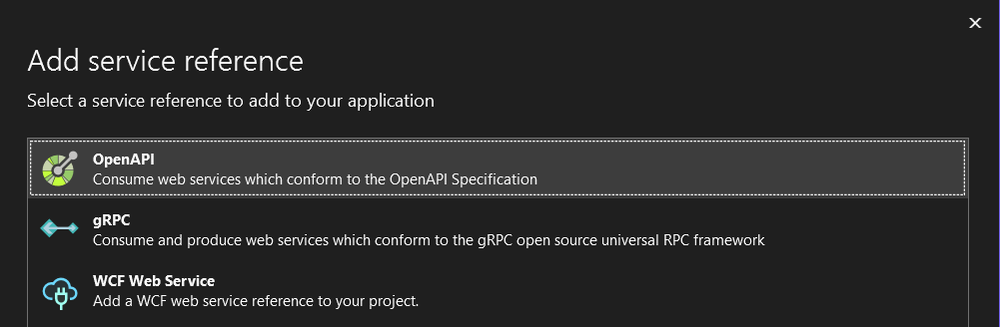 Add service reference
Select a service reference to add to your application
OpenAPI
Consume web services which conform to the OpenAPI Specification
gRPC
Consume and produce web services which conform to the gRPC open source universal RPC framework
WCF Web Service
Add a WCF web service reference to your project.